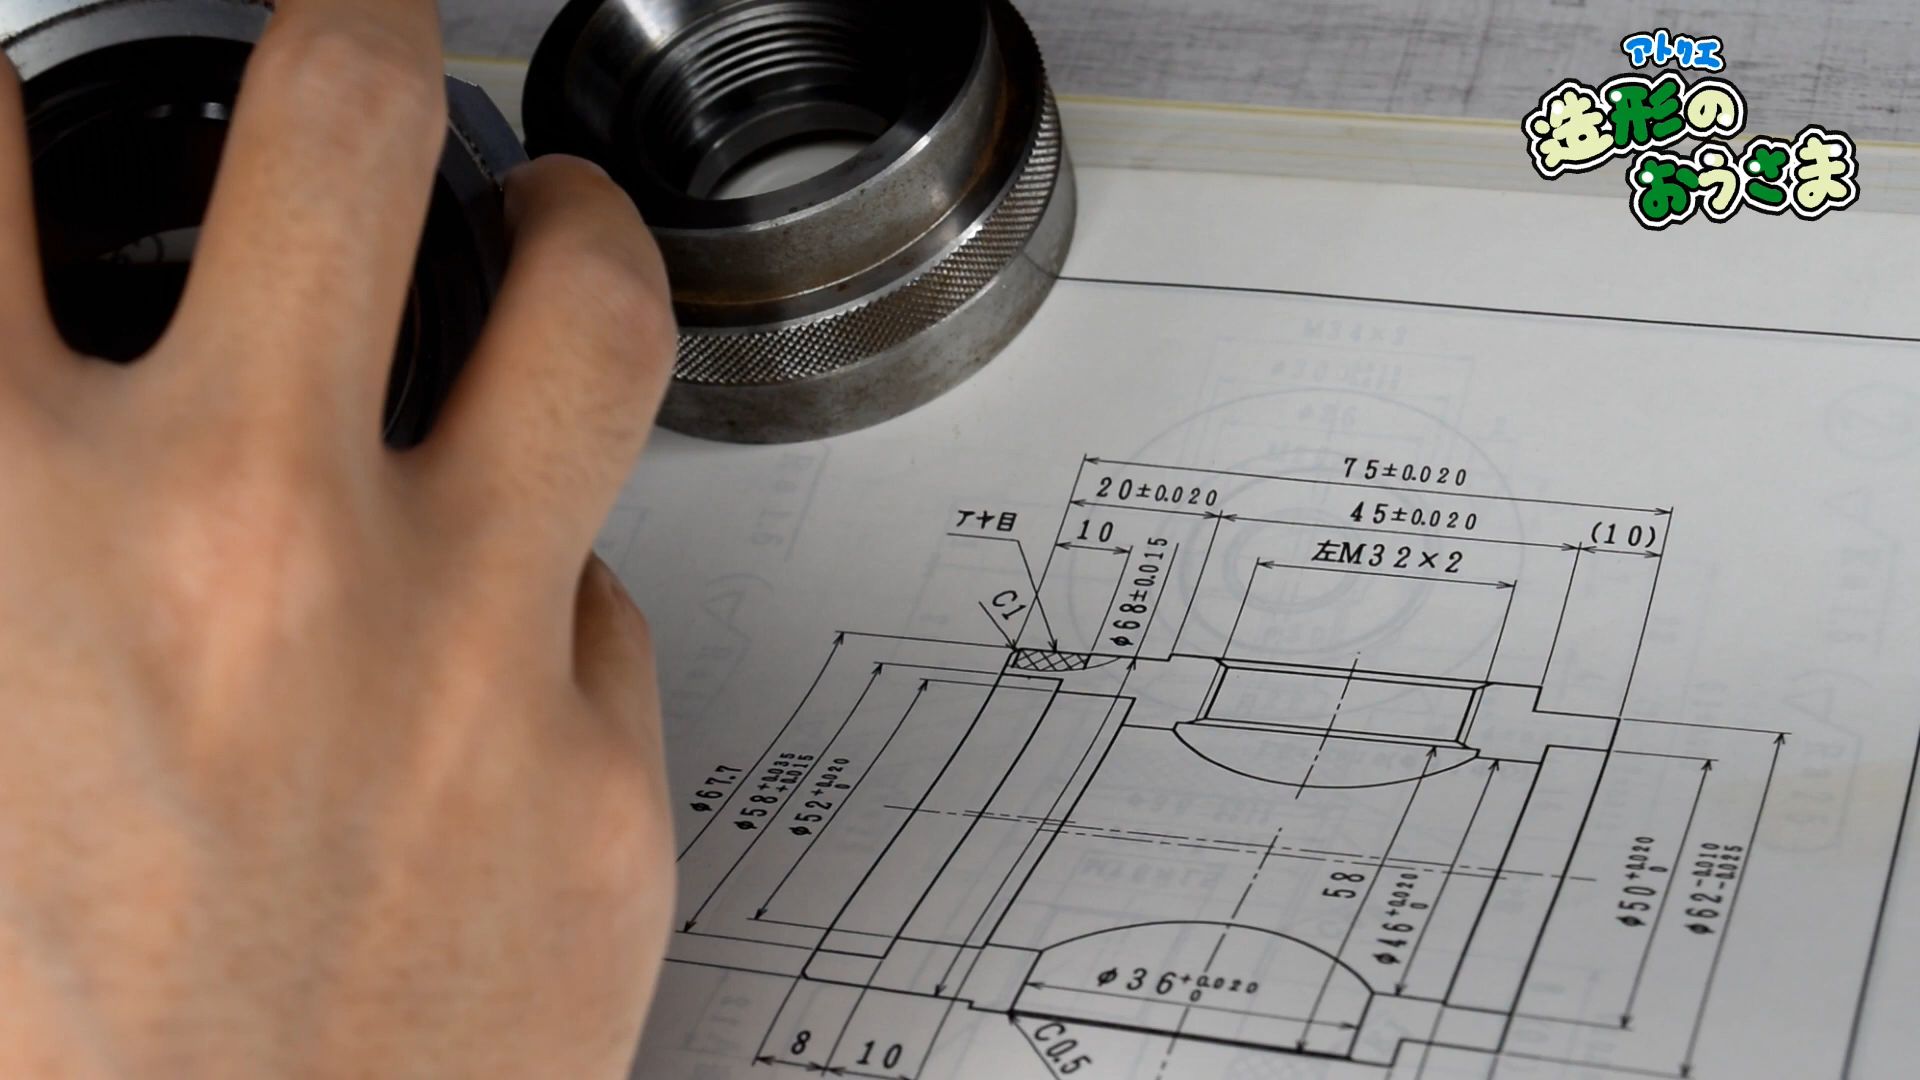 アトリエ
造形の
おうさま
75±0.020
20±0.020
45±0.020
(10)
アヤ目
10
左M32×2
φ68±0.015
C1
φ67.7
φ58+0.035
+0.015
φ52+0.020
0
58
φ46+0.020
0
φ50+0.020
0
φ62-0.010
-0.025
φ36+0.020
0
8
10
C0.5